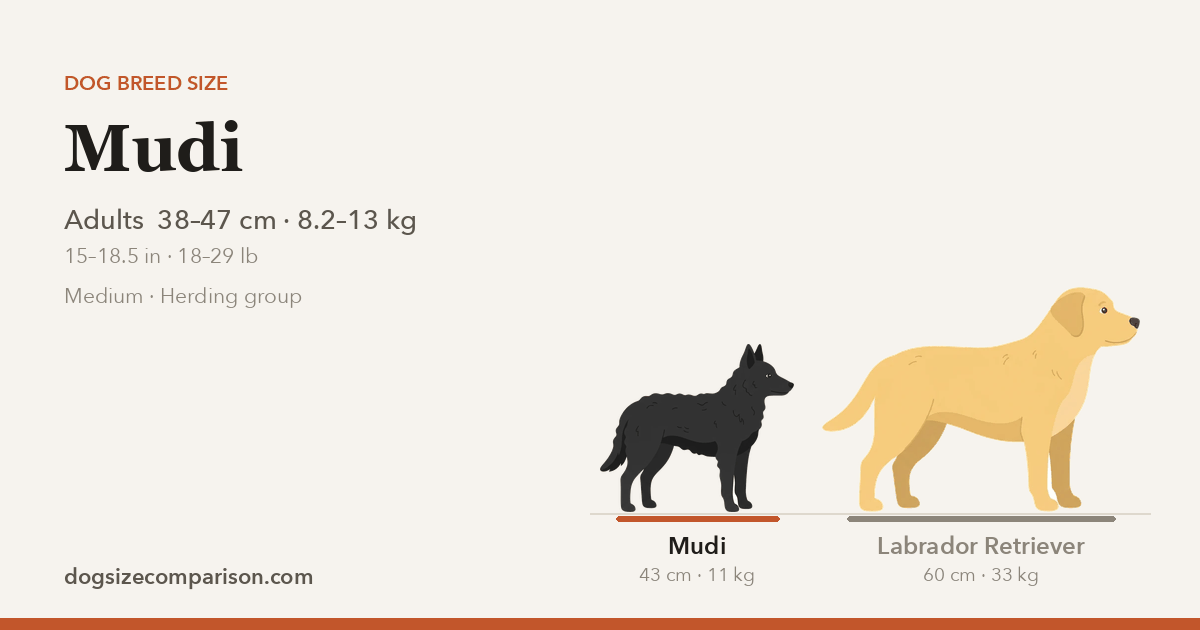 DOG BREED SIZE
Mudi
Adults 38–47 cm · 8.2–13 kg
15–18.5 in · 18–29 lb
Medium · Herding group
Mudi
43 cm · 11 kg
Labrador Retriever
60 cm · 33 kg
dogsizecomparison.com